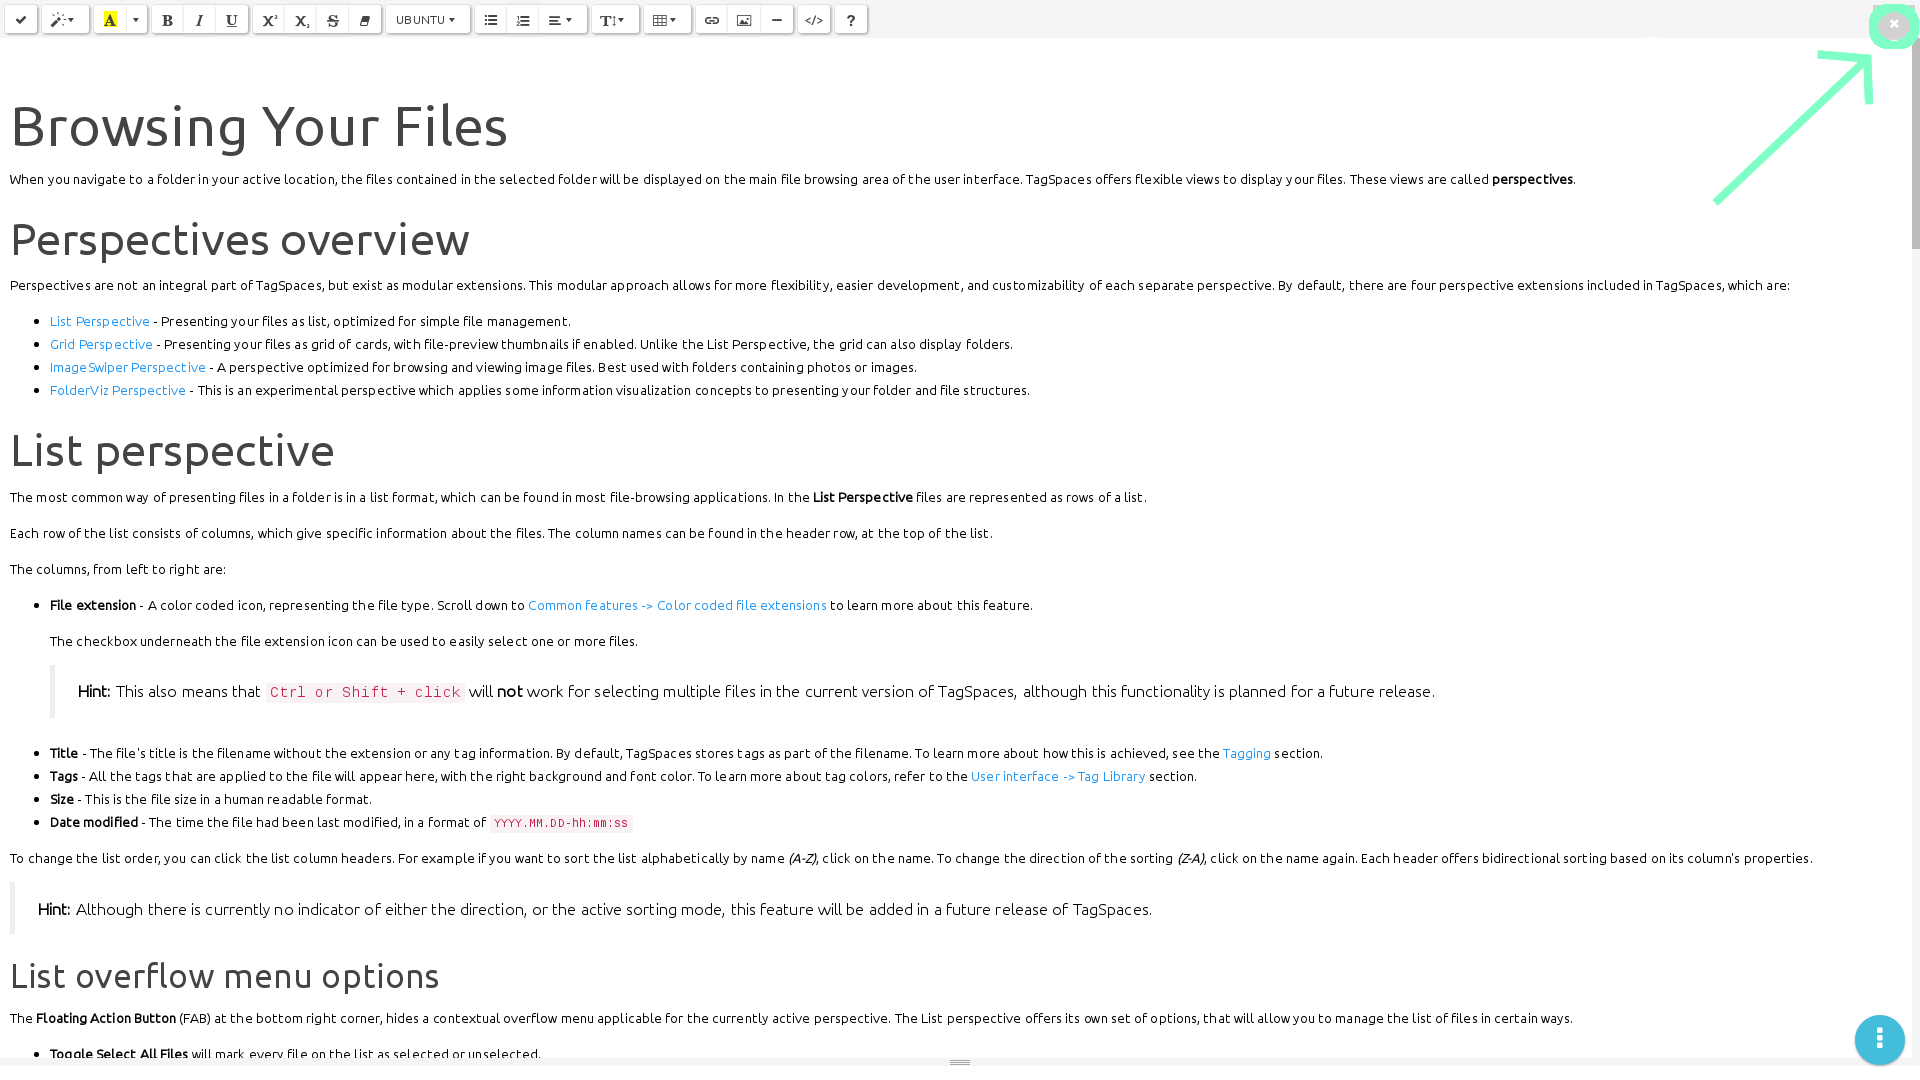 A B I U X² X₂ S UBUNTU T </> ?
Browsing Your Files
When you navigate to a folder in your active location, the files contained in the selected folder will be displayed on the main file browsing area of the user interface. TagSpaces offers flexible views to display your files. These views are called perspectives.
Perspectives overview
Perspectives are not an integral part of TagSpaces, but exist as modular extensions. This modular approach allows for more flexibility, easier development, and customizability of each separate perspective. By default, there are four perspective extensions included in TagSpaces, which are:
List Perspective - Presenting your files as list, optimized for simple file management.
Grid Perspective - Presenting your files as grid of cards, with file-preview thumbnails if enabled. Unlike the List Perspective, the grid can also display folders.
ImageSwiper Perspective - A perspective optimized for browsing and viewing image files. Best used with folders containing photos or images.
FolderViz Perspective - This is an experimental perspective which applies some information visualization concepts to presenting your folder and file structures.
List perspective
The most common way of presenting files in a folder is in a list format, which can be found in most file-browsing applications. In the List Perspective files are represented as rows of a list.
Each row of the list consists of columns, which give specific information about the files. The column names can be found in the header row, at the top of the list.
The columns, from left to right are:
File extension - A color coded icon, representing the file type. Scroll down to Common features -> Color coded file extensions to learn more about this feature.
The checkbox underneath the file extension icon can be used to easily select one or more files.
Hint: This also means that Ctrl or Shift + click will not work for selecting multiple files in the current version of TagSpaces, although this functionality is planned for a future release.
Title - The file's title is the filename without the extension or any tag information. By default, TagSpaces stores tags as part of the filename. To learn more about how this is achieved, see the Tagging section.
Tags - All the tags that are applied to the file will appear here, with the right background and font color. To learn more about tag colors, refer to the User interface -> Tag Library section.
Size - This is the file size in a human readable format.
Date modified - The time the file had been last modified, in a format of YYYY.MM.DD-hh:mm:ss
To change the list order, you can click the list column headers. For example if you want to sort the list alphabetically by name (A-Z), click on the name. To change the direction of the sorting (Z-A), click on the name again. Each header offers bidirectional sorting based on its column's properties.
Hint: Although there is currently no indicator of either the direction, or the active sorting mode, this feature will be added in a future release of TagSpaces.
List overflow menu options
The Floating Action Button (FAB) at the bottom right corner, hides a contextual overflow menu applicable for the currently active perspective. The List perspective offers its own set of options, that will allow you to manage the list of files in certain ways.
Toggle Select All Files will mark every file on the list as selected or unselected.